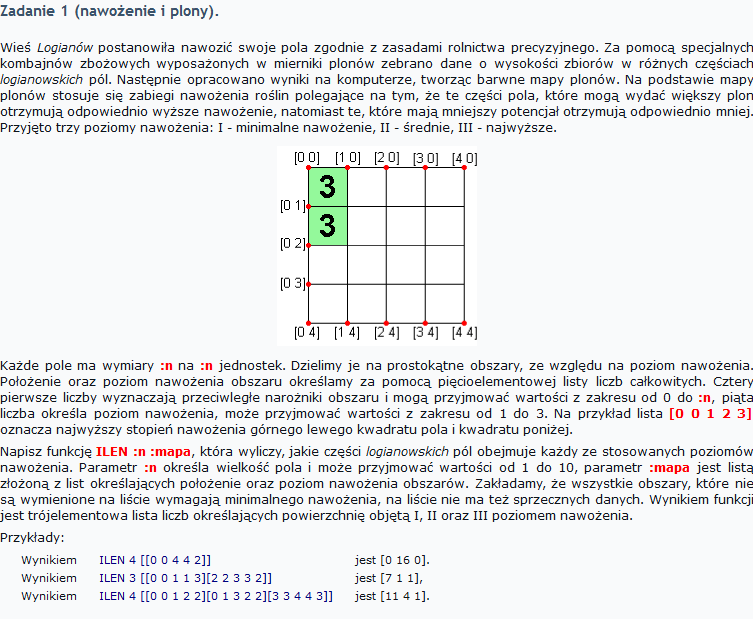 Zadanie 1 (nawożenie i plony).
Wieś Logianów postanowiła nawozić swoje pola zgodnie z zasadami rolnictwa precyzyjnego. Za pomocą specjalnych
kombajnów zbożowych wyposażonych w mierniki plonów zebrano dane o wysokości zbiorów w różnych częściach
logianowskich pól. Następnie opracowano wyniki na komputerze, tworząc barwne mapy plonów. Na podstawie mapy
plonów stosuje się zabiegi nawożenia roślin polegające na tym, że te części pola, które mogą wydać większy plon
otrzymują odpowiednio wyższe nawożenie, natomiast te, które mają mniejszy potencjał otrzymują odpowiednio mniej.
Przyjęto trzy poziomy nawożenia: I - minimalne nawożenie, II - średnie, III - najwyższe.
[0 0] [1 0] [2 0] [3 0] [4 0]
3
[0 1]
3
[0 2]
[0 3]
[0 4] [1 4] [2 4] [3 4] [4 4]
Każde pole ma wymiary :n na :n jednostek. Dzielimy je na prostokątne obszary, ze względu na poziom nawożenia.
Położenie oraz poziom nawożenia obszaru określamy za pomocą pięcioelementowej listy liczb całkowitych. Cztery
pierwsze liczby wyznaczają przeciwległe narożniki obszaru i mogą przyjmować wartości z zakresu od 0 do :n, piąta
liczba określa poziom nawożenia, może przyjmować wartości z zakresu od 1 do 3. Na przykład lista [0 0 1 2 3]
oznacza najwyższy stopień nawożenia górnego lewego kwadratu pola i kwadratu poniżej.
Napisz funkcję ILEN :n :mapa, która wyliczy, jakie części logianowskich pól obejmuje każdy ze stosowanych poziomów
nawożenia. Parametr :n określa wielkość pola i może przyjmować wartości od 1 do 10, parametr :mapa jest listą
złożoną z list określających położenie oraz poziom nawożenia obszarów. Zakładamy, że wszystkie obszary, które nie
są wymienione na liście wymagają minimalnego nawożenia, na liście nie ma też sprzecznych danych. Wynikiem funkcji
jest trójelementowa lista liczb określających powierzchnię objętą I, II oraz III poziomem nawożenia.
Przykłady:
Wynikiem ILEN 4 [[0 0 4 4 2]] jest [0 16 0].
Wynikiem ILEN 3 [[0 0 1 1 3][2 2 3 3 2]] jest [7 1 1],
Wynikiem ILEN 4 [[0 0 1 2 2][0 1 3 2 2][3 3 4 4 3]] jest [11 4 1].